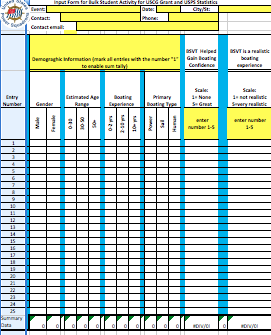 Input Form for Bulk Student Activity for USCG Grant and USPS Statistics
Event: Date: City/St:
Contact: Phone:
Contact email:
Demographic Information (mark all entries with the number "1" to enable sum tally)
BSVT Helped Gain Boating Confidence
BSVT is a realistic boating experience
Entry Number
Gender
Estimated Age Range
Boating Experience
Primary Boating Type
Scale:
1= None
5= Great
Scale:
1= not realistic
5=very realistic
Male
Female
0-30
30-50
50+
0-2 yrs
2-10 yrs
10+ yrs
Power
Sail
Human
enter number 1-5
enter number 1-5
1
2
3
4
5
6
7
8
9
10
11
12
13
14
15
16
17
18
19
20
21
22
23
24
25
Summary Data 0 0 0 0 0 0 0 0 0 0 0 #DIV/0! #DIV/0!